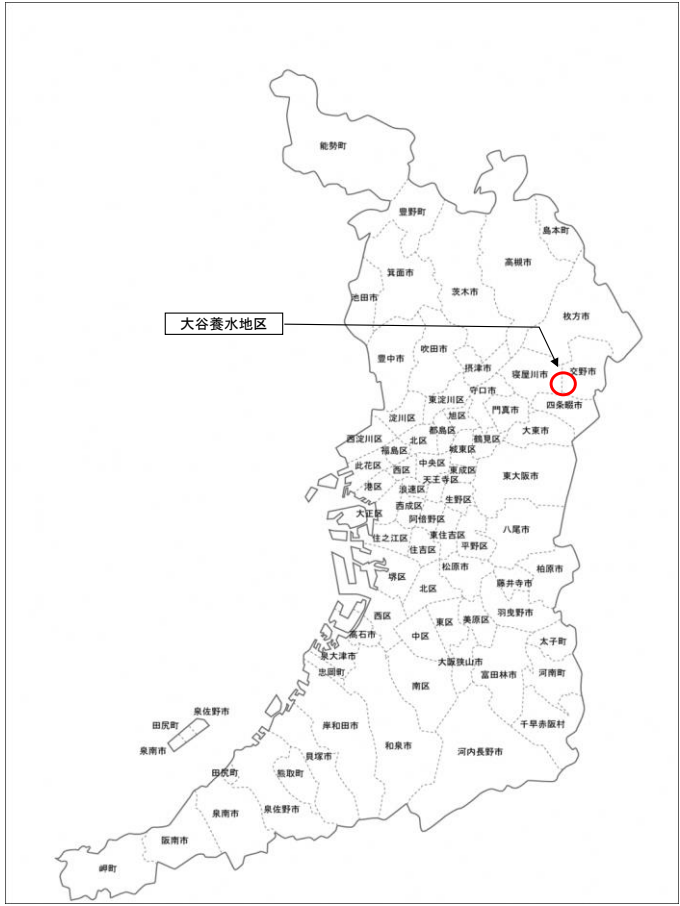 能勢町
豊野町
島本町
高槻市
箕面市
茨木市
池田市
枚方市
大谷養水地区
吹田市
豊中市
摂津市
寝屋川市
交野市
守口市
東淀川区
四条畷市
門真市
旭区
淀川区
都島区
大東市
西淀川区
北区
鶴見区
城東区
福島区
此花区
西区
中央区
東成区
天王寺区
東大阪市
港区
浪速区
生野区
西成区
大正区
阿倍野区
八尾市
住之江区
東住吉区
平野区
住吉区
松原市
柏原市
堺区
藤井寺市
北区
羽曳野市
西区
東区
美原区
高石市
中区
太子町
泉大津市
大阪狭山市
忠岡町
富田林市
河南町
南区
泉佐野市
田尻町
岸和田市
千早赤阪村
泉南市
和泉市
河内長野市
貝塚市
田尻町
熊取町
泉南市
泉佐野市
阪南市
岬町